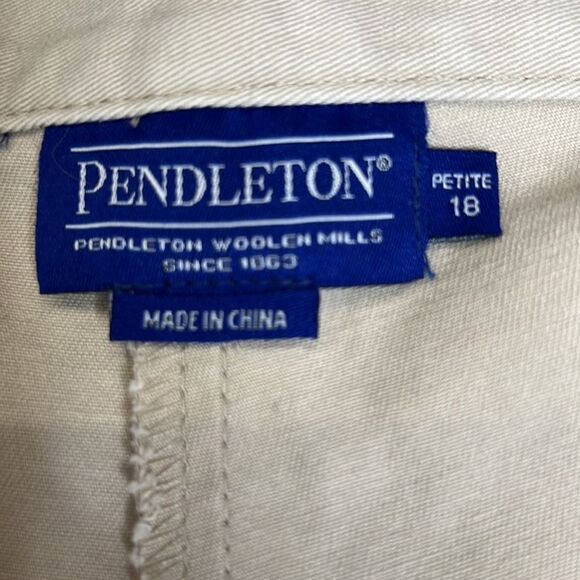 PENDLETON®
PETITE
18
PENDLETON WOOLEN MILLS
SINCE 1863
MADE IN CHINA